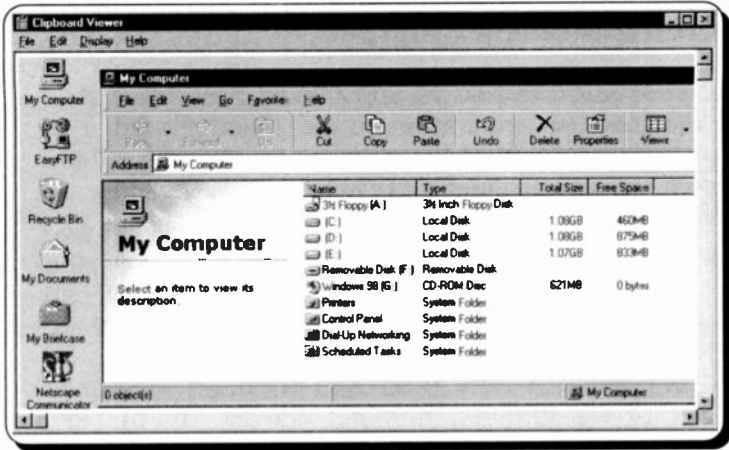 Clipboard Viewer
File Edit Display Help
My Computer
EasyFTP
Recycle Bin
My Documents
My Briefcase
Netscape Communicator
My Computer
File Edit View Go Favorites Help
Back Forward Up Cut Copy Paste Undo Delete Properties Views
Address My Computer
My Computer
Select an item to view its
description.
Name Type Total Size Free Space
3½ Floppy (A:) 3½ Inch Floppy Disk
(C:) Local Disk 1.08GB 460MB
(D:) Local Disk 1.08GB 875MB
(E:) Local Disk 1.07GB 833MB
Removable Disk (F:) Removable Disk
Windows 98 (G:) CD-ROM Disc 621MB 0 bytes
Printers System Folder
Control Panel System Folder
Dial-Up Networking System Folder
Scheduled Tasks System Folder
0 object(s) My Computer